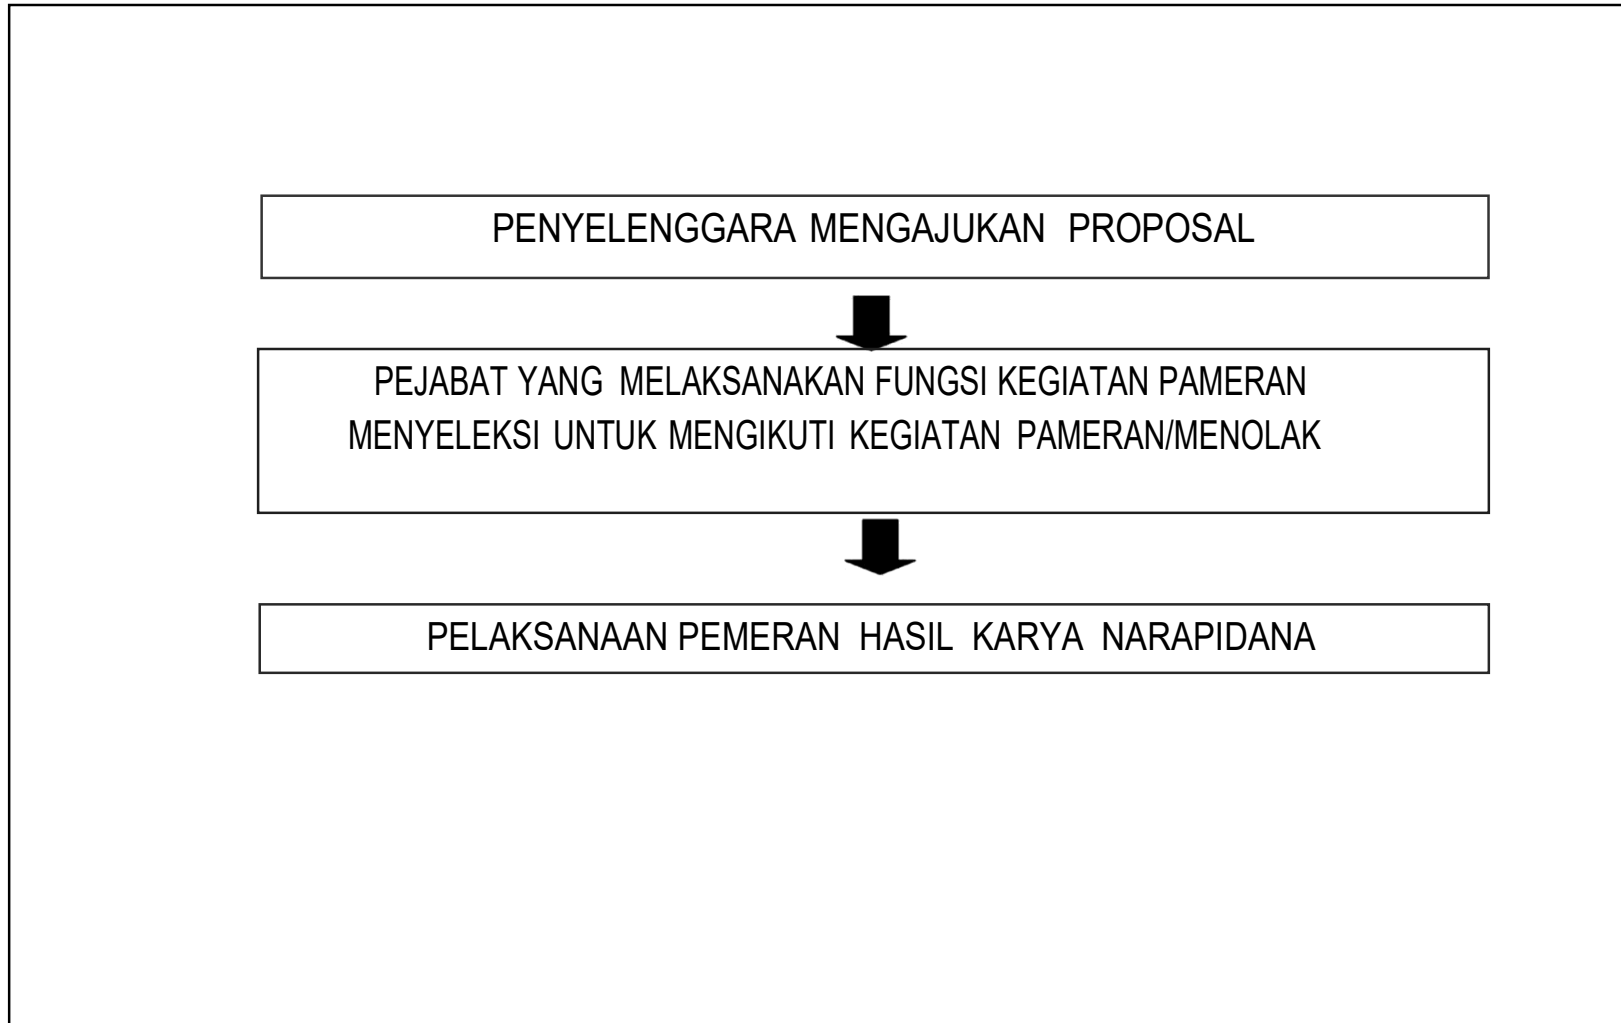 PENYELENGGARA MENGAJUKAN PROPOSAL
PEJABAT YANG MELAKSANAKAN FUNGSI KEGIATAN PAMERAN
MENYELEKSI UNTUK MENGIKUTI KEGIATAN PAMERAN/MENOLAK
PELAKSANAAN PEMERAN HASIL KARYA NARAPIDANA